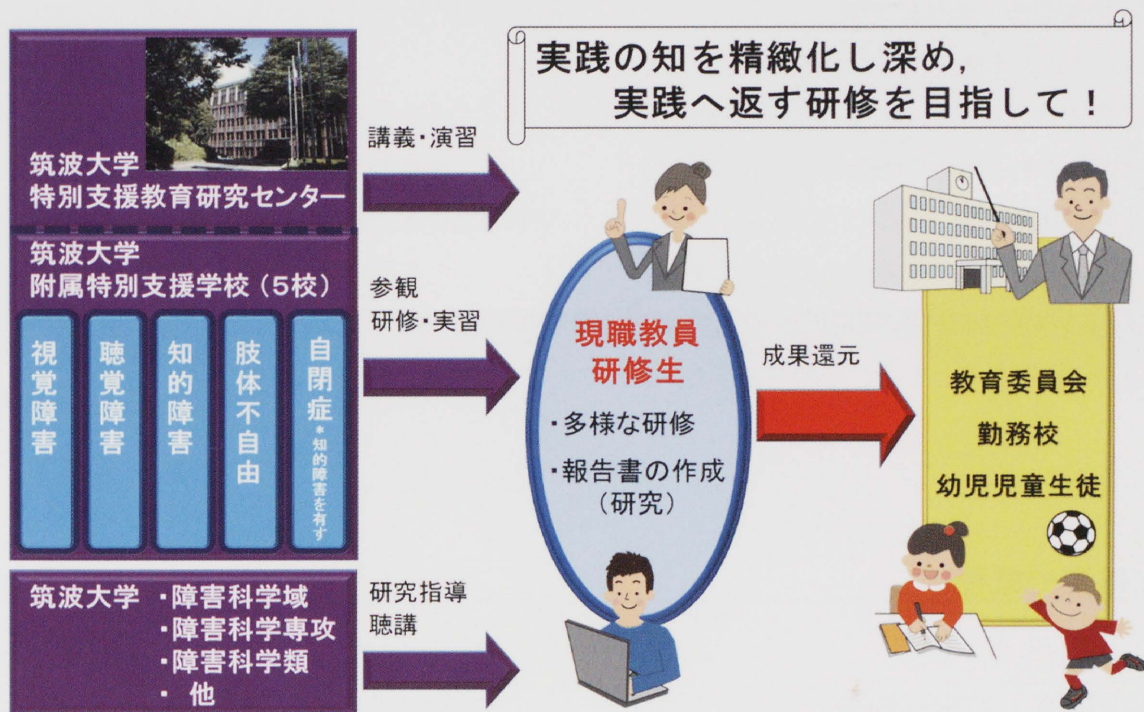 実践の知を精緻化し深め,
実践へ返す研修を目指して!
筑波大学
特別支援教育研究センター
講義・演習
筑波大学
附属特別支援学校(5校)
視覚障害
聴覚障害
知的障害
肢体不自由
自閉症*知的障害を有す
参観
研修・実習
筑波大学 ・障害科学域
・障害科学専攻
・障害科学類
・ 他
研究指導
聴講
現職教員
研修生
・多様な研修
・報告書の作成
(研究)
成果還元
教育委員会
勤務校
幼児児童生徒